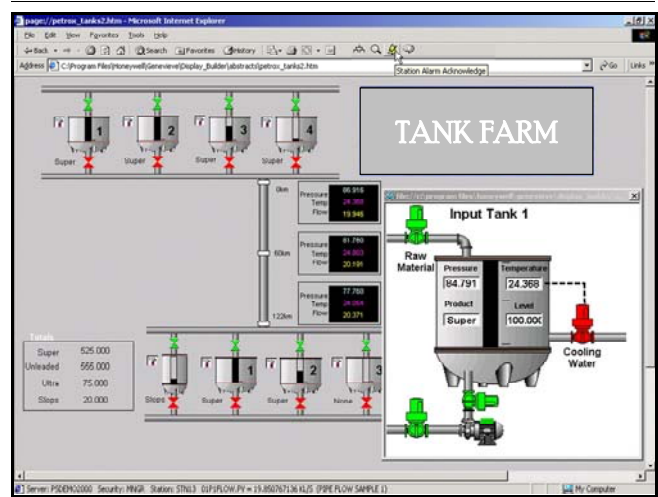 page://petrox_tanks2.htm - Microsoft Internet Explorer
File Edit View Favorites Tools Help
Back Search Favorites History
Address C:\Program Files\Honeywell\Genevieve\Display_Builder\abstracts\petrox_tanks2.htm Go Links
Station Alarm Acknowledge
TANK FARM
1 2 3 4
Super Super Super Super
0km Pressure 86.916
Temp 24.368
Flow 19.946
60km Pressure 81.760
Temp
Flow 20.191
122km Pressure 77.760
Temp 24.064
Flow 20.371
Input Tank 1
Raw
Material
Pressure Temperature
84.791 24.368
Product Level
Super 100.00
Cooling
Water
Totals
Super 525.000
Unleaded 555.000
Ultra 75.000
Slops 20.000
1 2 3
Slops Super Super None
Server: PSDEMO2000 Security: MNGR Station: STN13 01P1FLOW.PV = 19.850767136 KL/S (PIPE FLOW SAMPLE 1) My Computer